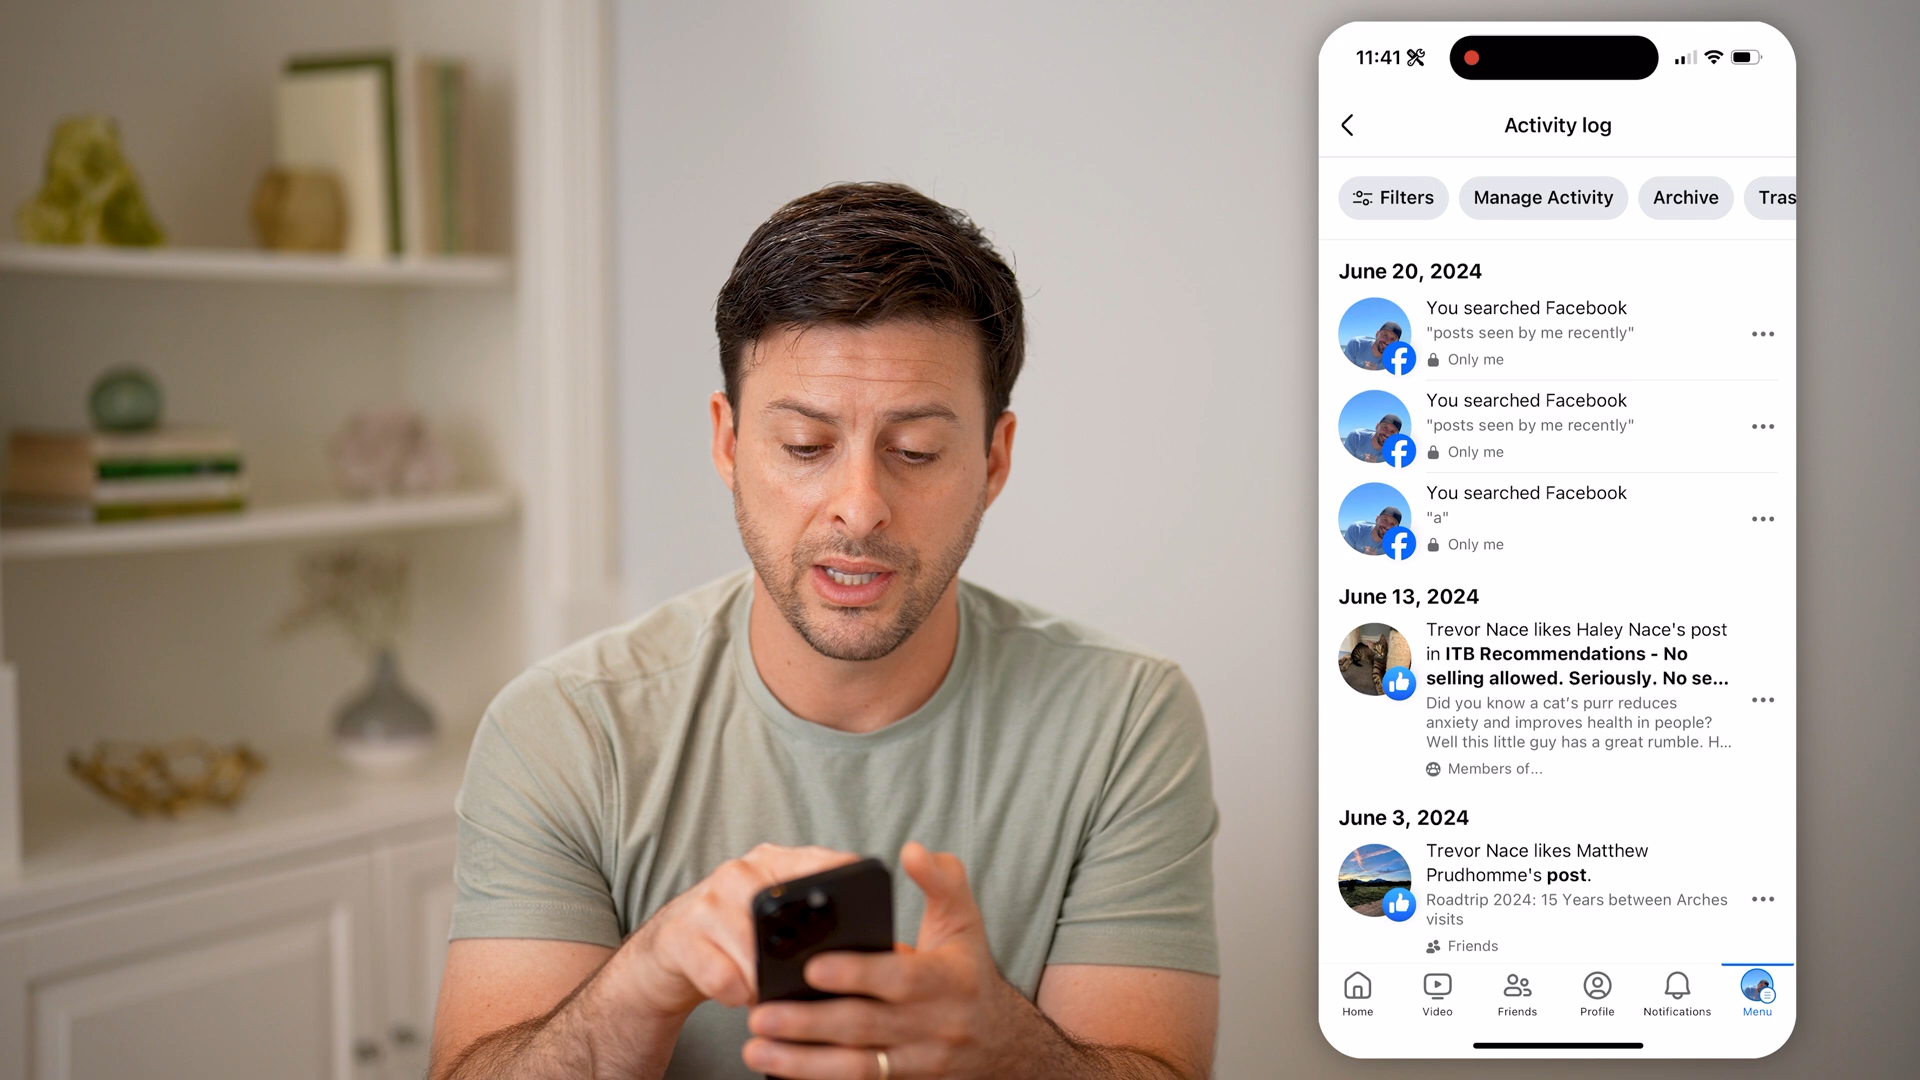 11:41
Activity log
Filters
Manage Activity
Archive
Tras
June 20, 2024
You searched Facebook
"posts seen by me recently"
Only me
You searched Facebook
"posts seen by me recently"
Only me
You searched Facebook
"a"
Only me
June 13, 2024
Trevor Nace likes Haley Nace's post
in ITB Recommendations - No
selling allowed. Seriously. No se...
Did you know a cat's purr reduces
anxiety and improves health in people?
Well this little guy has a great rumble. H...
Members of...
June 3, 2024
Trevor Nace likes Matthew
Prudhomme's post.
Roadtrip 2024: 15 Years between Arches
visits
Friends
Home
Video
Friends
Profile
Notifications
Menu